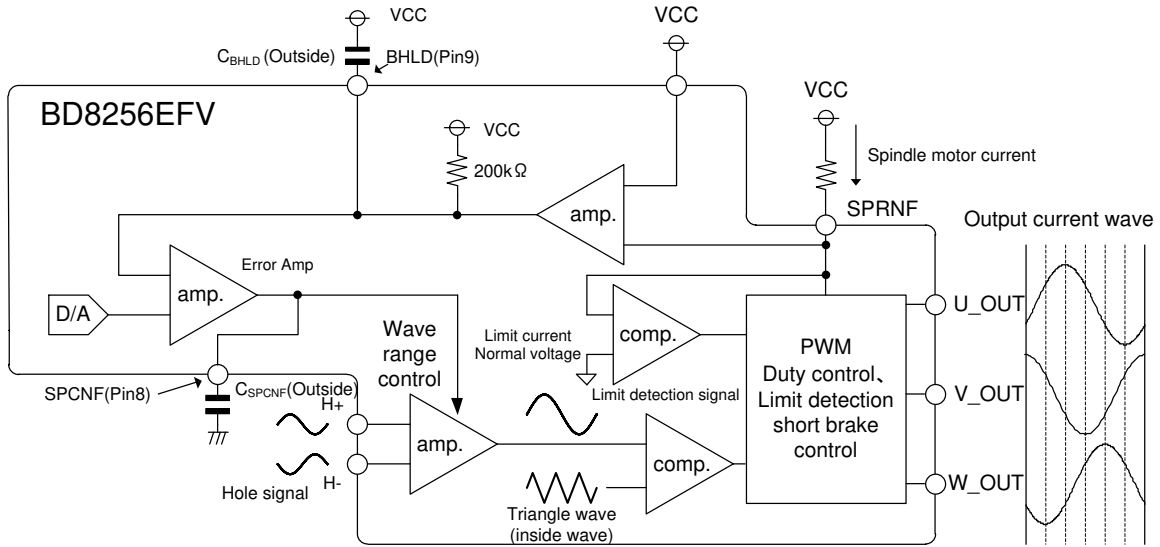 VCC
C_BHLD (Outside)
BHLD(Pin9)
VCC
BD8256EFV
VCC
200kΩ
VCC
Spindle motor current
amp.
SPRNF
Output current wave
D/A
amp.
Error Amp
Wave
range
control
Limit current
Normal voltage
comp.
Limit detection signal
PWM
Duty control、
Limit detection
short brake
control
U_OUT
V_OUT
W_OUT
SPCNF(Pin8)
C_SPCNF(Outside)
H+
H-
Hole signal
amp.
comp.
Triangle wave
(inside wave)